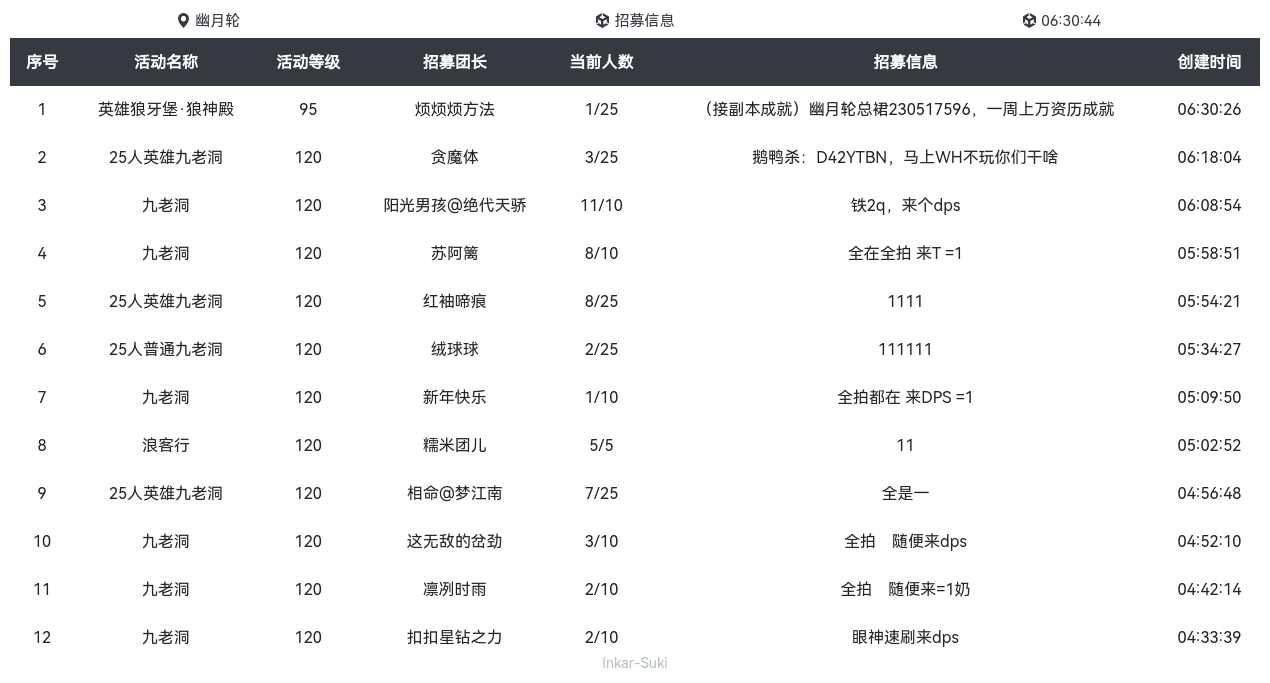 幽月轮 招募信息 06:30:44
序号 活动名称 活动等级 招募团长 当前人数 招募信息 创建时间
1 英雄狼牙堡·狼神殿 95 烦烦烦方法 1/25 （接副本成就）幽月轮总裙230517596，一周上万资历成就 06:30:26
2 25人英雄九老洞 120 贪魔体 3/25 鹅鸭杀：D42YTBN，马上WH不玩你们干啥 06:18:04
3 九老洞 120 阳光男孩@绝代天骄 11/10 铁2q，来个dps 06:08:54
4 九老洞 120 苏阿篱 8/10 全在全拍 来T =1 05:58:51
5 25人英雄九老洞 120 红袖啼痕 8/25 1111 05:54:21
6 25人普通九老洞 120 绒球球 2/25 111111 05:34:27
7 九老洞 120 新年快乐 1/10 全拍都在 来DPS =1 05:09:50
8 浪客行 120 糯米团儿 5/5 11 05:02:52
9 25人英雄九老洞 120 相命@梦江南 7/25 全是一 04:56:48
10 九老洞 120 这无敌的岔劲 3/10 全拍 随便来dps 04:52:10
11 九老洞 120 凛冽时雨 2/10 全拍 随便来=1奶 04:42:14
12 九老洞 120 扣扣星钻之力 2/10 眼神速刷来dps 04:33:39
Inkar-Suki